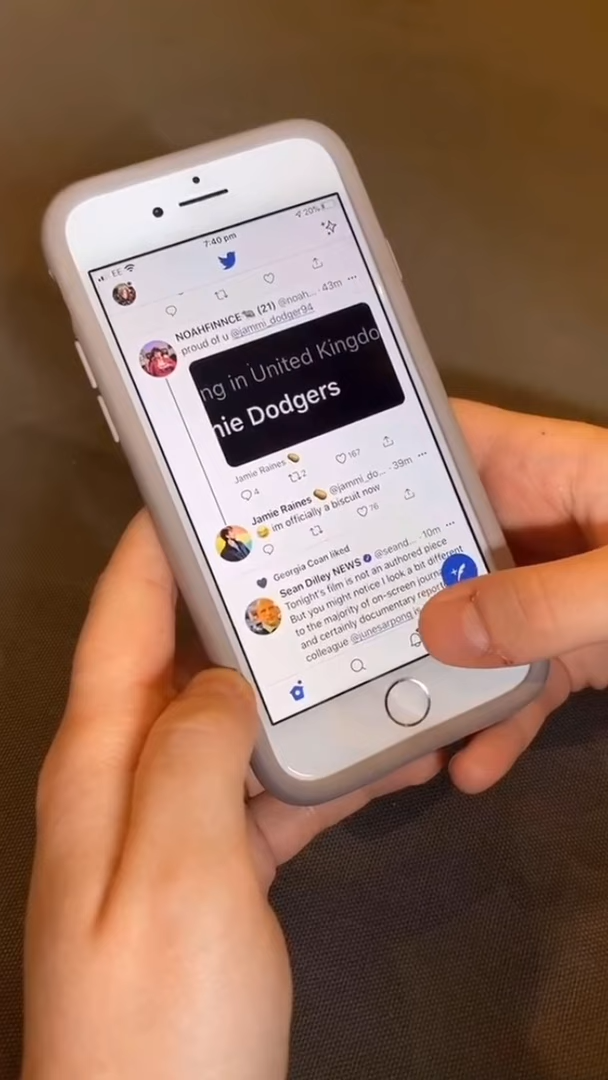 EE 7:40 pm 20%
NOAHFINNCE (21) @noah... · 43m
proud of u @jammi_dodger94
ng in United Kingdo
nie Dodgers
Jamie Raines
4 2 167
Jamie Raines @jammi_do... · 39m
im officially a biscuit now
76
Georgia Coan liked
Sean Dilley NEWS @seand... · 10m
Tonight's film is not an authored piece
But you might notice I look a bit different
to the majority of on-screen journ
and certainly documentary report
colleague @junesarpong is